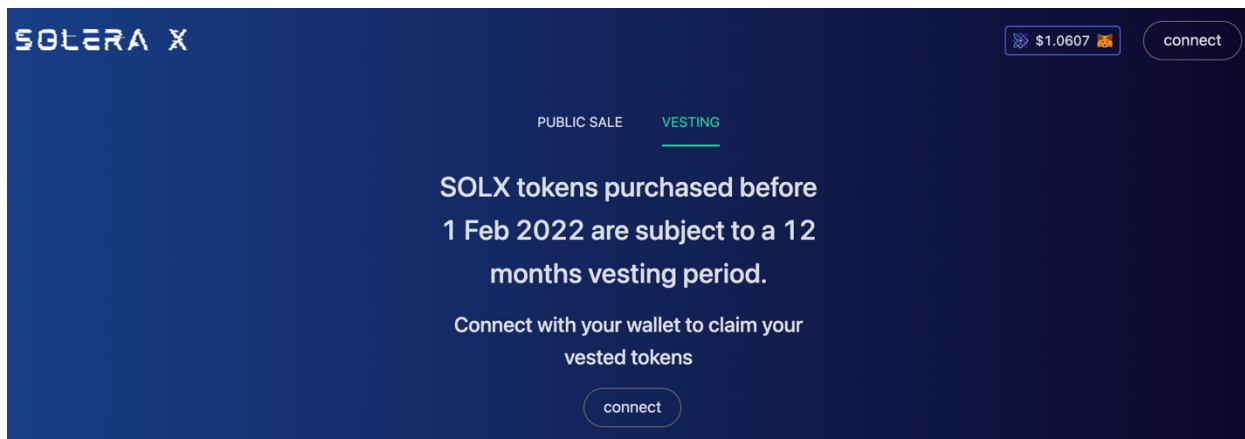 SOLERA X
$1.0607
connect
PUBLIC SALE
VESTING
SOLX tokens purchased before
1 Feb 2022 are subject to a 12
months vesting period.
Connect with your wallet to claim your
vested tokens
connect